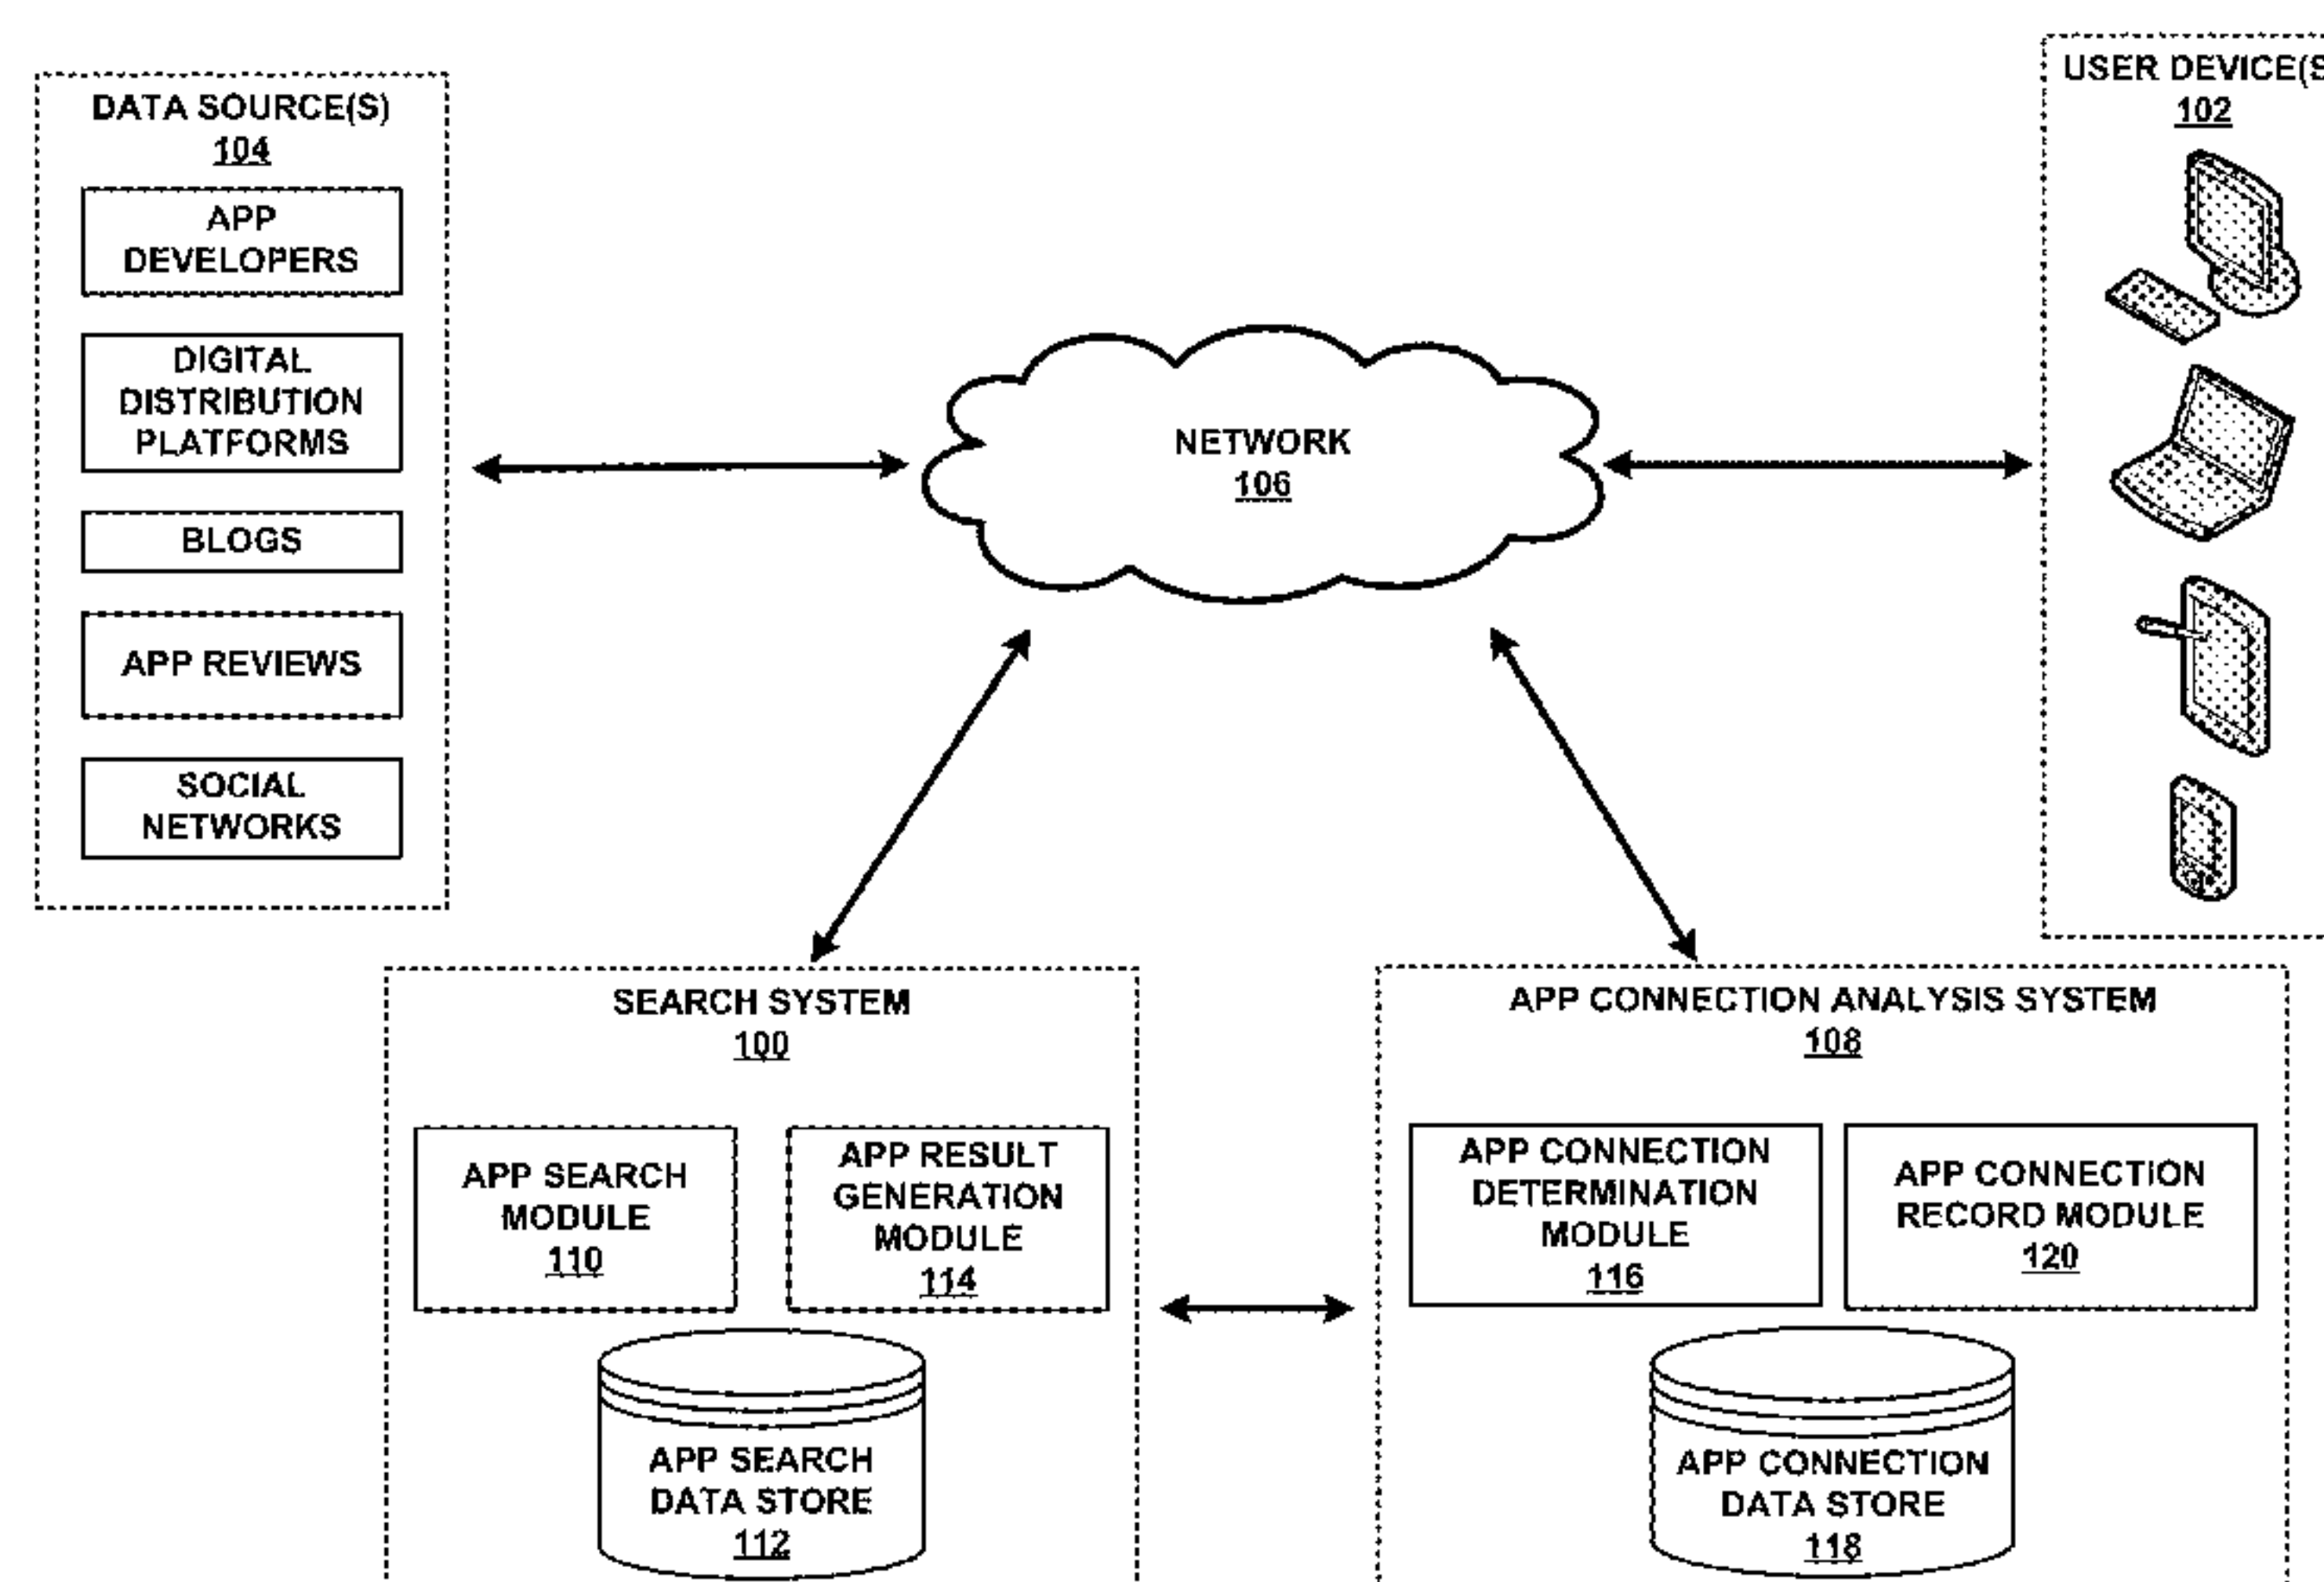 DATA SOURCE(S)
104
APP
DEVELOPERS
DIGITAL
DISTRIBUTION
PLATFORMS
BLOGS
APP REVIEWS
SOCIAL
NETWORKS
NETWORK
106
USER DEVICE(S
102
SEARCH SYSTEM
100
APP SEARCH
MODULE
110
APP RESULT
GENERATION
MODULE
114
APP SEARCH
DATA STORE
112
APP CONNECTION ANALYSIS SYSTEM
108
APP CONNECTION
DETERMINATION
MODULE
116
APP CONNECTION
RECORD MODULE
120
APP CONNECTION
DATA STORE
118